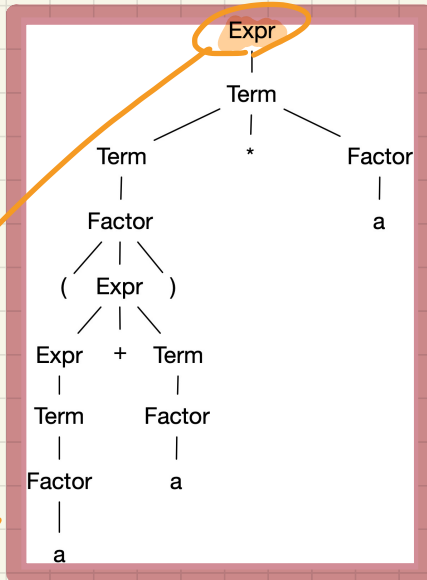 Expr
Term
Term * Factor
Factor a
( Expr )
Expr + Term
Term Factor
Factor a
a